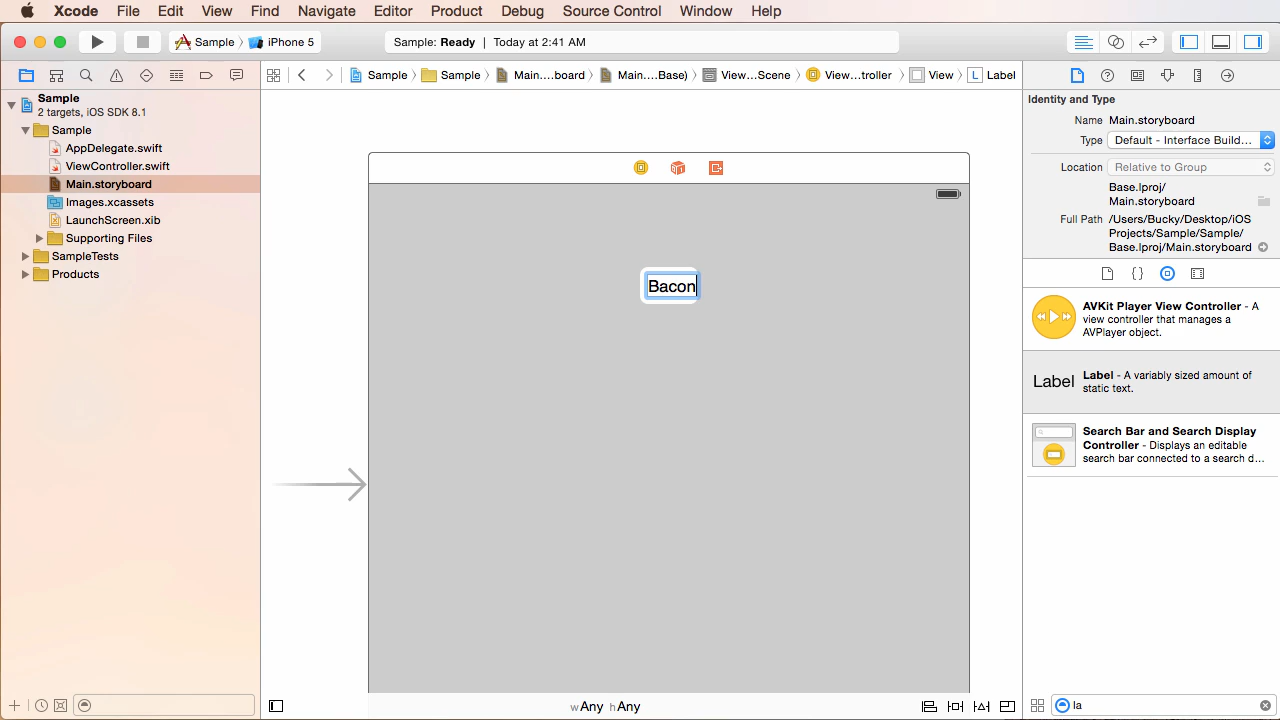 Xcode File Edit View Find Navigate Editor Product Debug Source Control Window Help
Sample iPhone 5 Sample: Ready | Today at 2:41 AM
Sample Sample Main....board Main....Base) View...Scene View...troller View L Label
Sample
2 targets, iOS SDK 8.1
Sample
AppDelegate.swift
ViewController.swift
Main.storyboard
Images.xcassets
LaunchScreen.xib
Supporting Files
SampleTests
Products
Bacon
wAny hAny
Identity and Type
Name Main.storyboard
Type Default - Interface Build...
Location Relative to Group
Base.lproj/
Main.storyboard
Full Path /Users/Bucky/Desktop/iOS
Projects/Sample/Sample/
Base.lproj/Main.storyboard
AVKit Player View Controller - A
view controller that manages a
AVPlayer object.
Label
Label - A variably sized amount of
static text.
Search Bar and Search Display
Controller - Displays an editable
search bar connected to a search d...
la